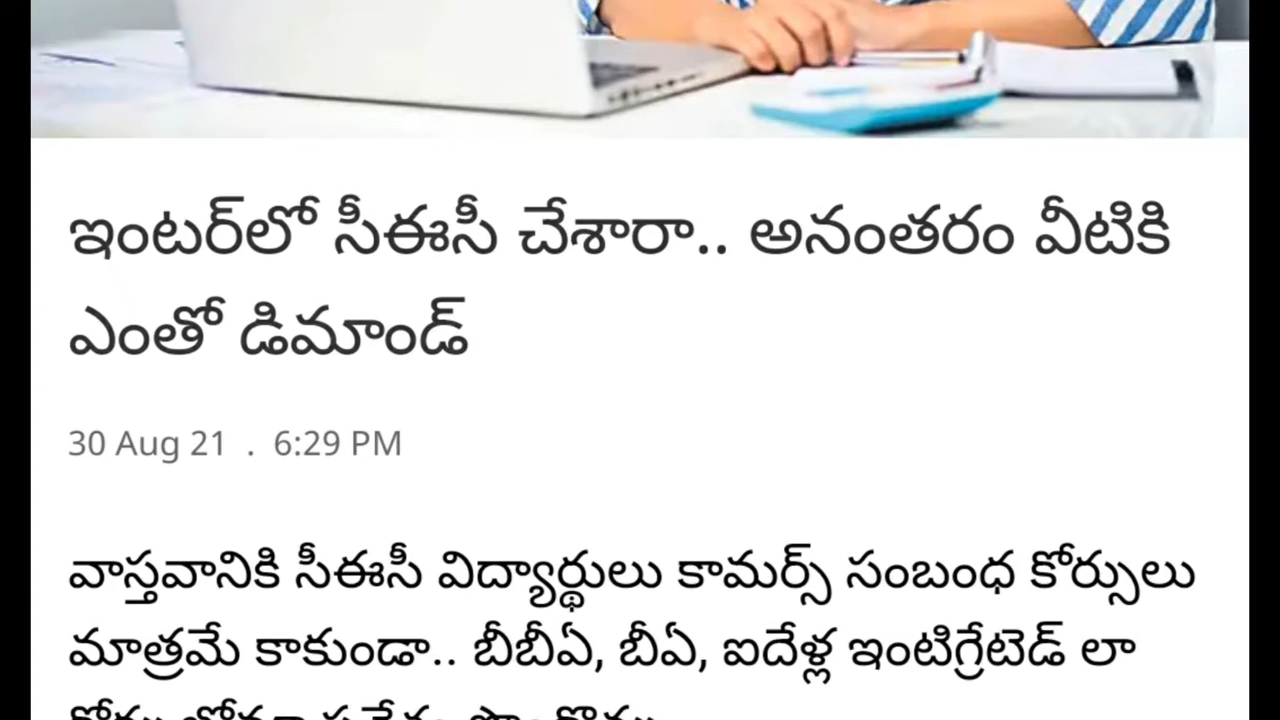 ఇంటర్‌లో సీఈసీ చేశారా.. అనంతరం వీటికి
ఎంతో డిమాండ్
30 Aug 21 . 6:29 PM
వాస్తవానికి సీఈసీ విద్యార్థులు కామర్స్ సంబంధ కోర్సులు
మాత్రమే కాకుండా.. బీబీఏ, బీఏ, ఐదేళ్ల ఇంటిగ్రేటెడ్ లా